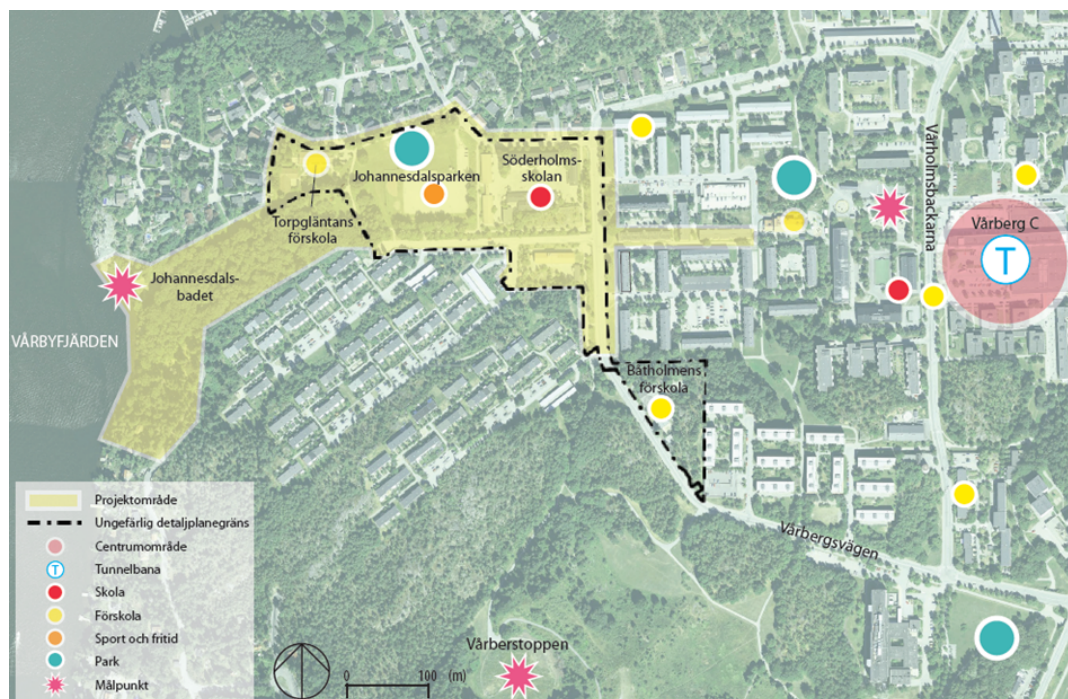 Vårholmsbackarna
Söderholms-
skolan
Johannesdalsparken
Torpgläntans
förskola
Vårberg C
T
Johannesdals-
badet
VÅRBYFJÄRDEN
Båtholmens
förskola
Vårbergsvägen
Vårberstoppen
Projektområde
Ungefärlig detaljplanegräns
Centrumområde
T Tunnelbana
Skola
Förskola
Sport och fritid
Park
Målpunkt
0 100 (m)